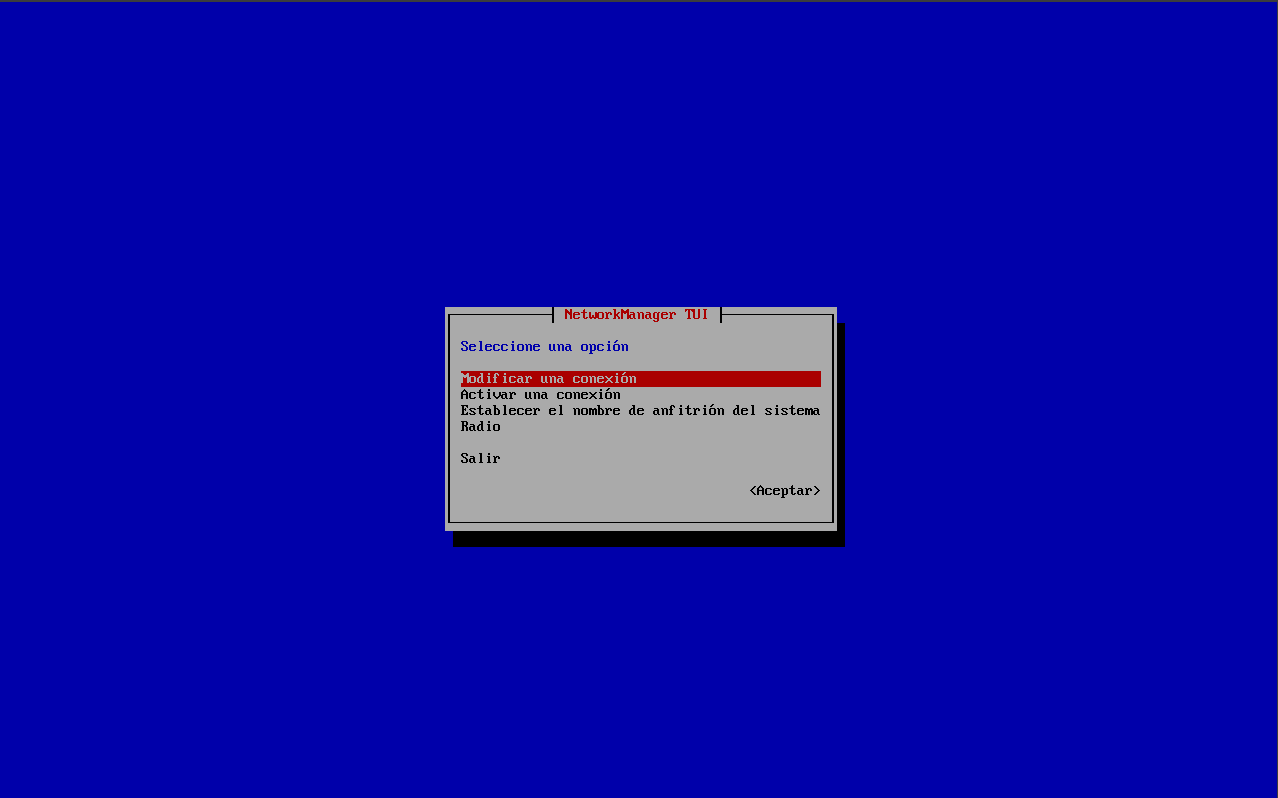 NetworkManager TUI
Seleccione una opción
Modificar una conexión
Activar una conexión
Establecer el nombre de anfitrión del sistema
Radio
Salir
<Aceptar>